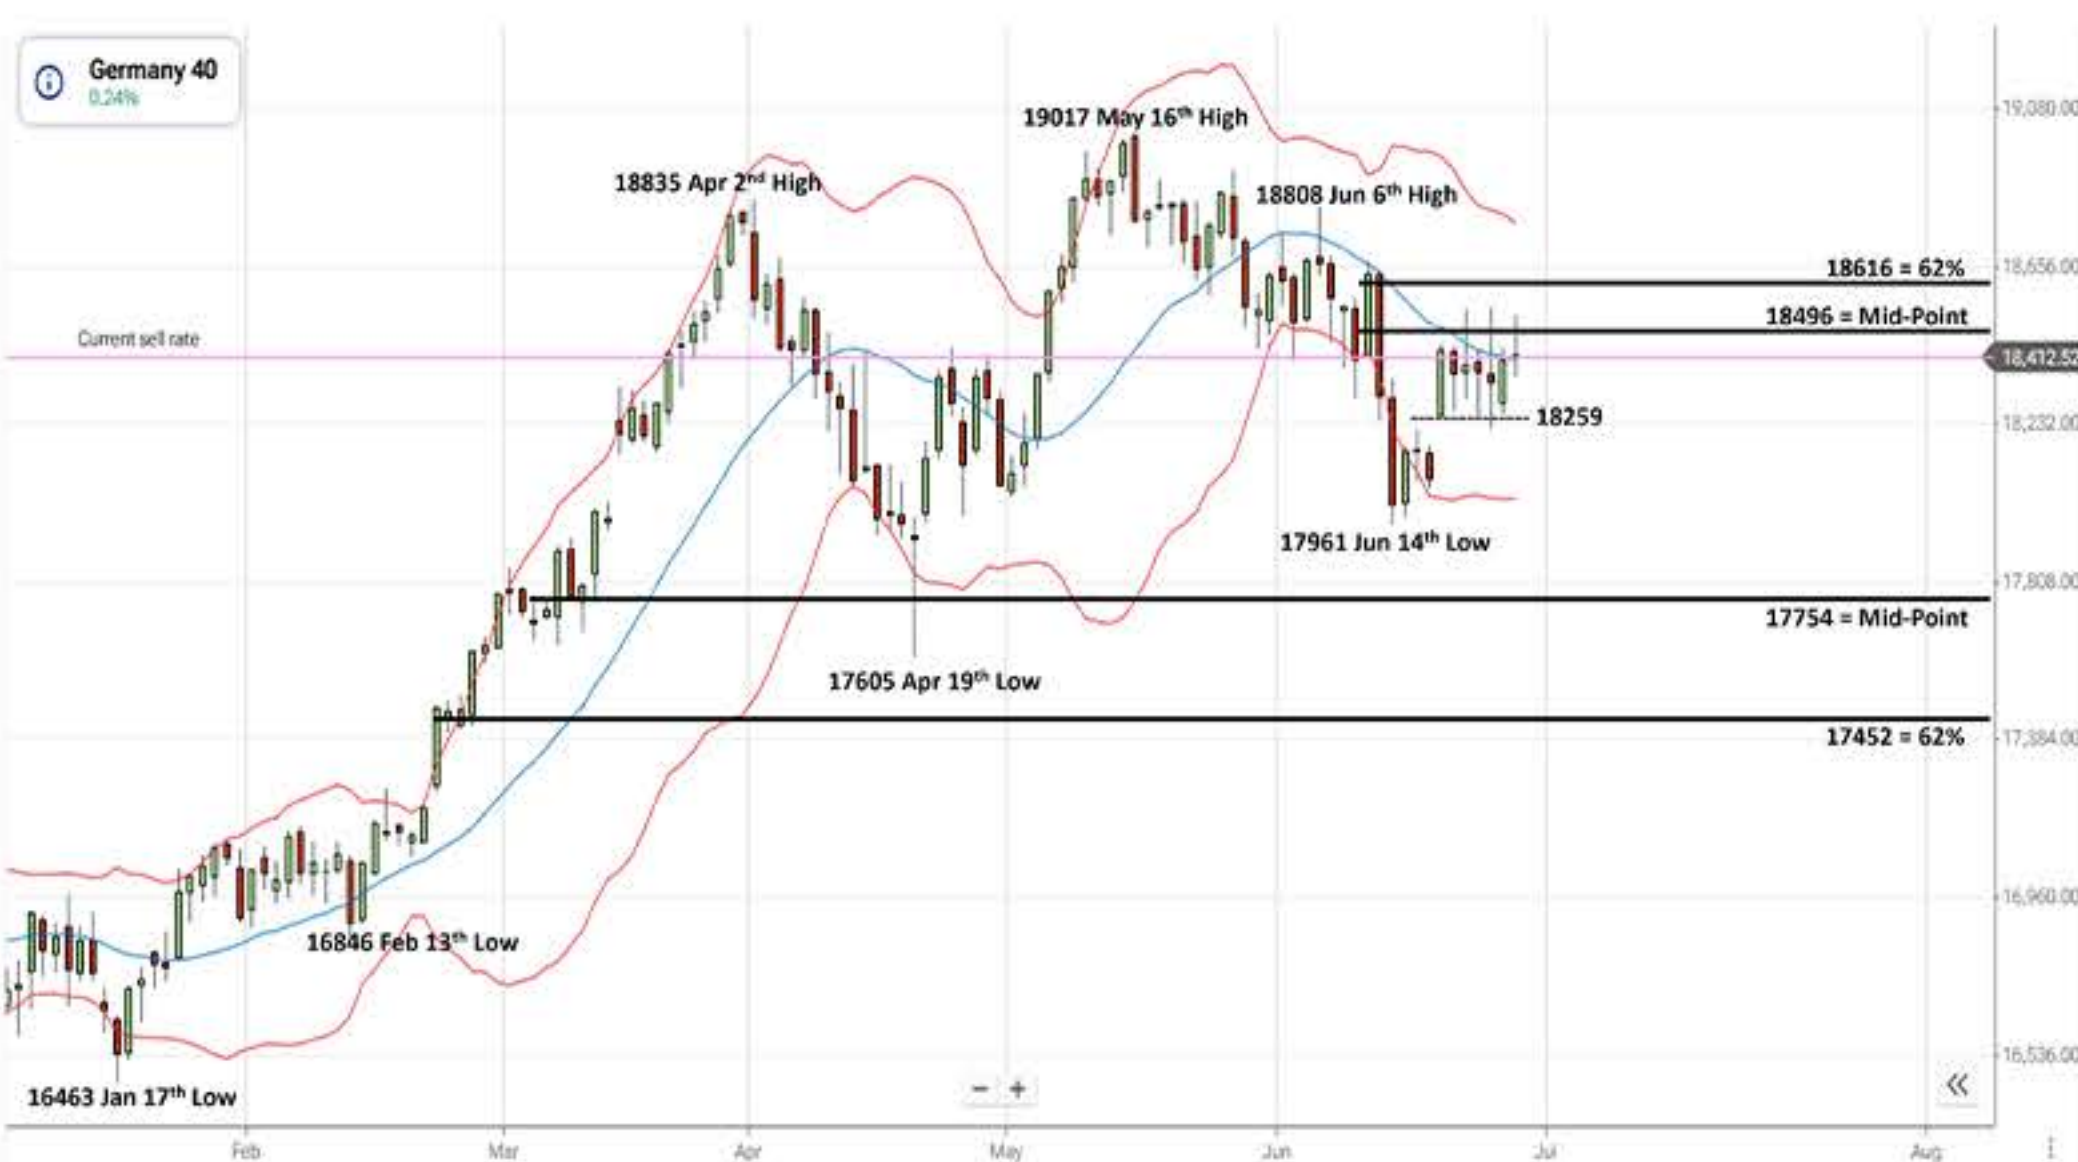 Germany 40
0.24%
19,080.00
19017 May 16th High
18835 Apr 2nd High
18808 Jun 6th High
18616 = 62%
18,656.00
18496 = Mid-Point
Current sell rate
18,412.52
18259
18,232.00
17961 Jun 14th Low
17,808.00
17754 = Mid-Point
17605 Apr 19th Low
17452 = 62%
17,384.00
16,960.00
16846 Feb 13th Low
16,536.00
16463 Jan 17th Low
− +
«
Feb Mar Apr May Jun Jul Aug